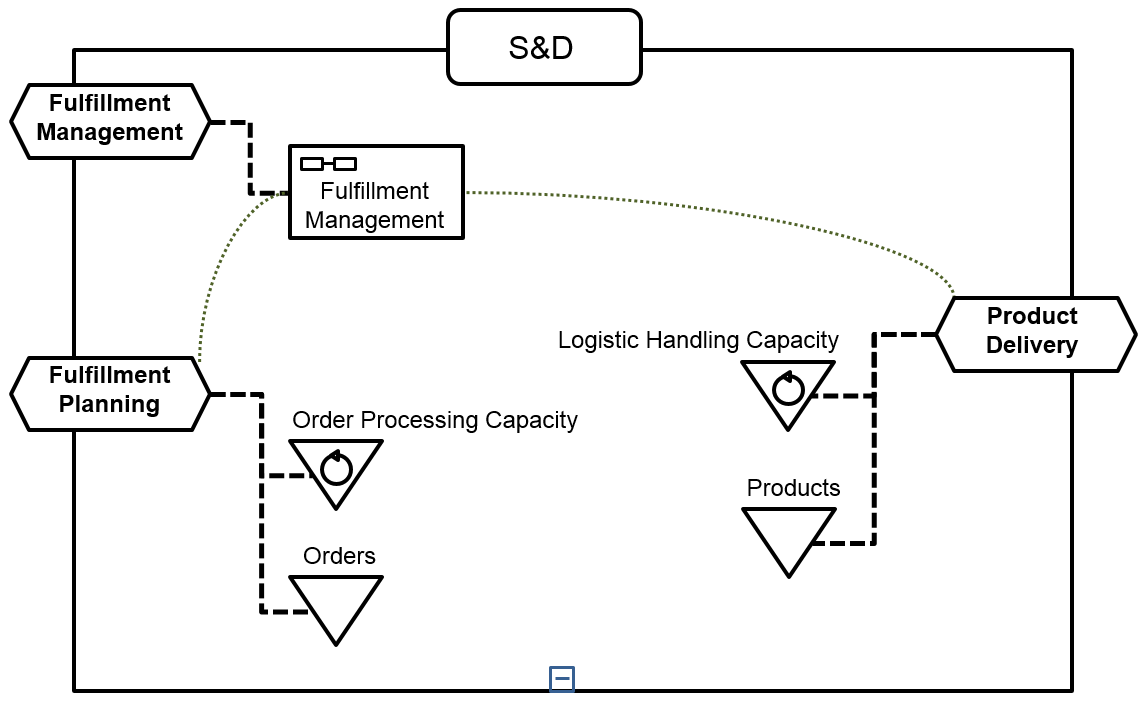 S&D
Fulfillment
Management
Fulfillment
Management
Product
Delivery
Logistic Handling Capacity
Fulfillment
Planning
Order Processing Capacity
Products
Orders